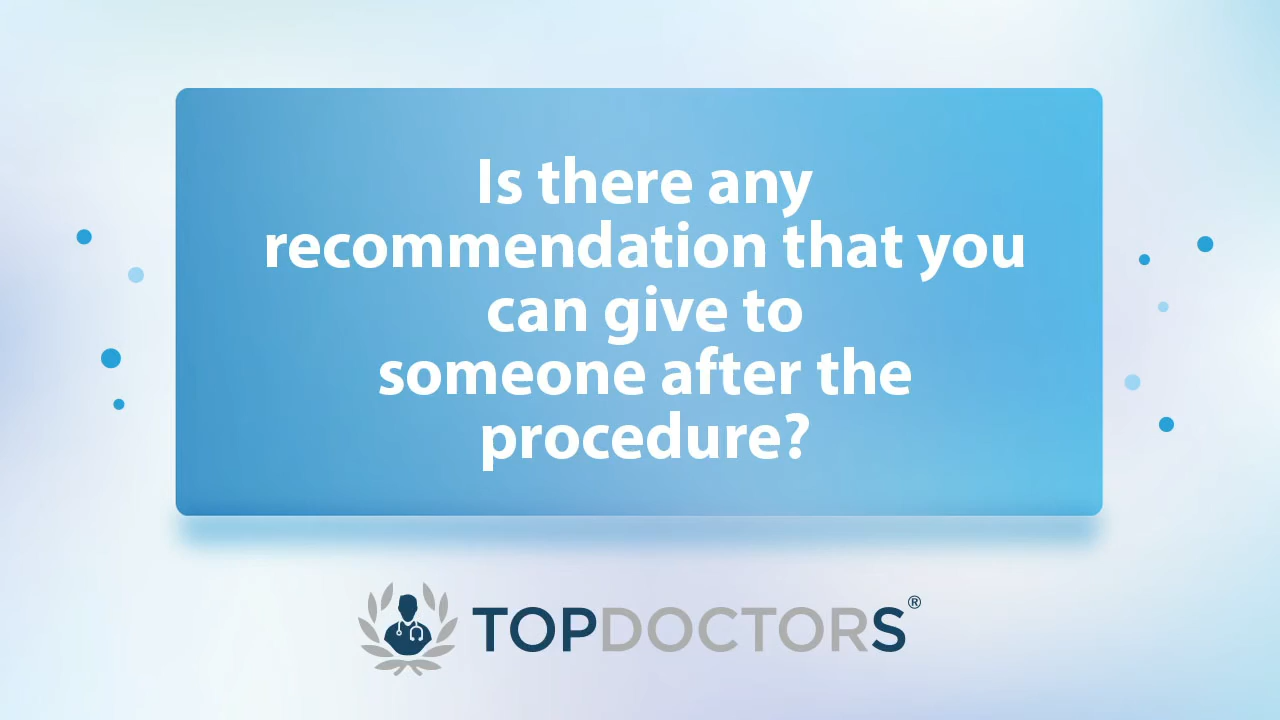 Is there any
recommendation that you
can give to
someone after the
procedure?
TOPDOCTORS®